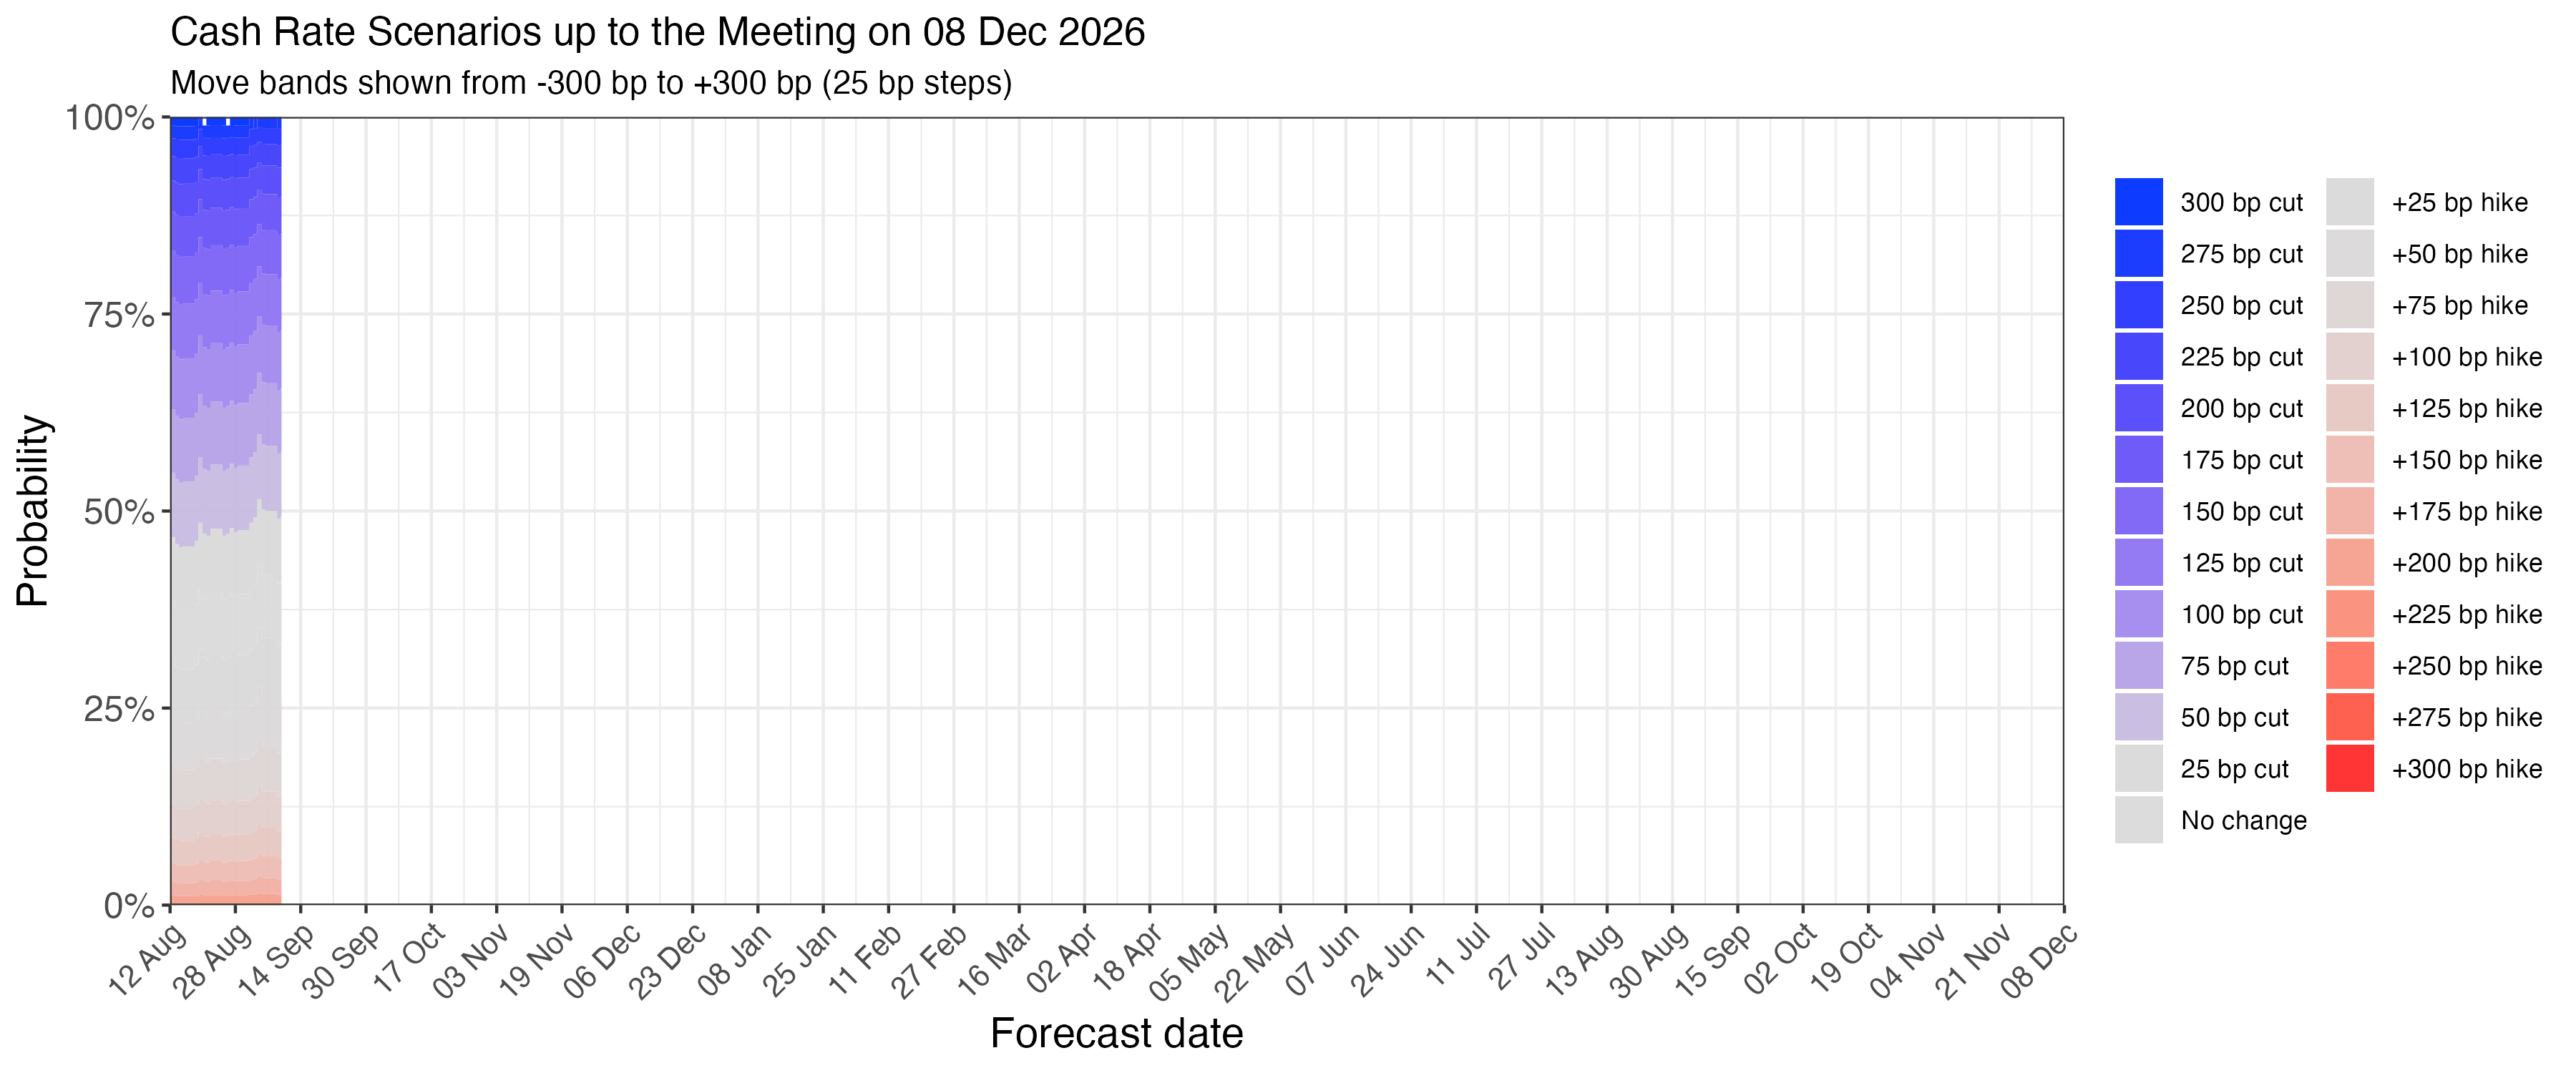 Cash Rate Scenarios up to the Meeting on 08 Dec 2026
Move bands shown from -300 bp to +300 bp (25 bp steps)
Probability
100%
75%
50%
25%
0%
12 Aug
28 Aug
14 Sep
30 Sep
17 Oct
03 Nov
19 Nov
06 Dec
23 Dec
08 Jan
25 Jan
11 Feb
27 Feb
16 Mar
02 Apr
18 Apr
05 May
22 May
07 Jun
24 Jun
11 Jul
27 Jul
13 Aug
30 Aug
15 Sep
02 Oct
19 Oct
04 Nov
21 Nov
08 Dec
Forecast date
300 bp cut
275 bp cut
250 bp cut
225 bp cut
200 bp cut
175 bp cut
150 bp cut
125 bp cut
100 bp cut
75 bp cut
50 bp cut
25 bp cut
No change
+25 bp hike
+50 bp hike
+75 bp hike
+100 bp hike
+125 bp hike
+150 bp hike
+175 bp hike
+200 bp hike
+225 bp hike
+250 bp hike
+275 bp hike
+300 bp hike